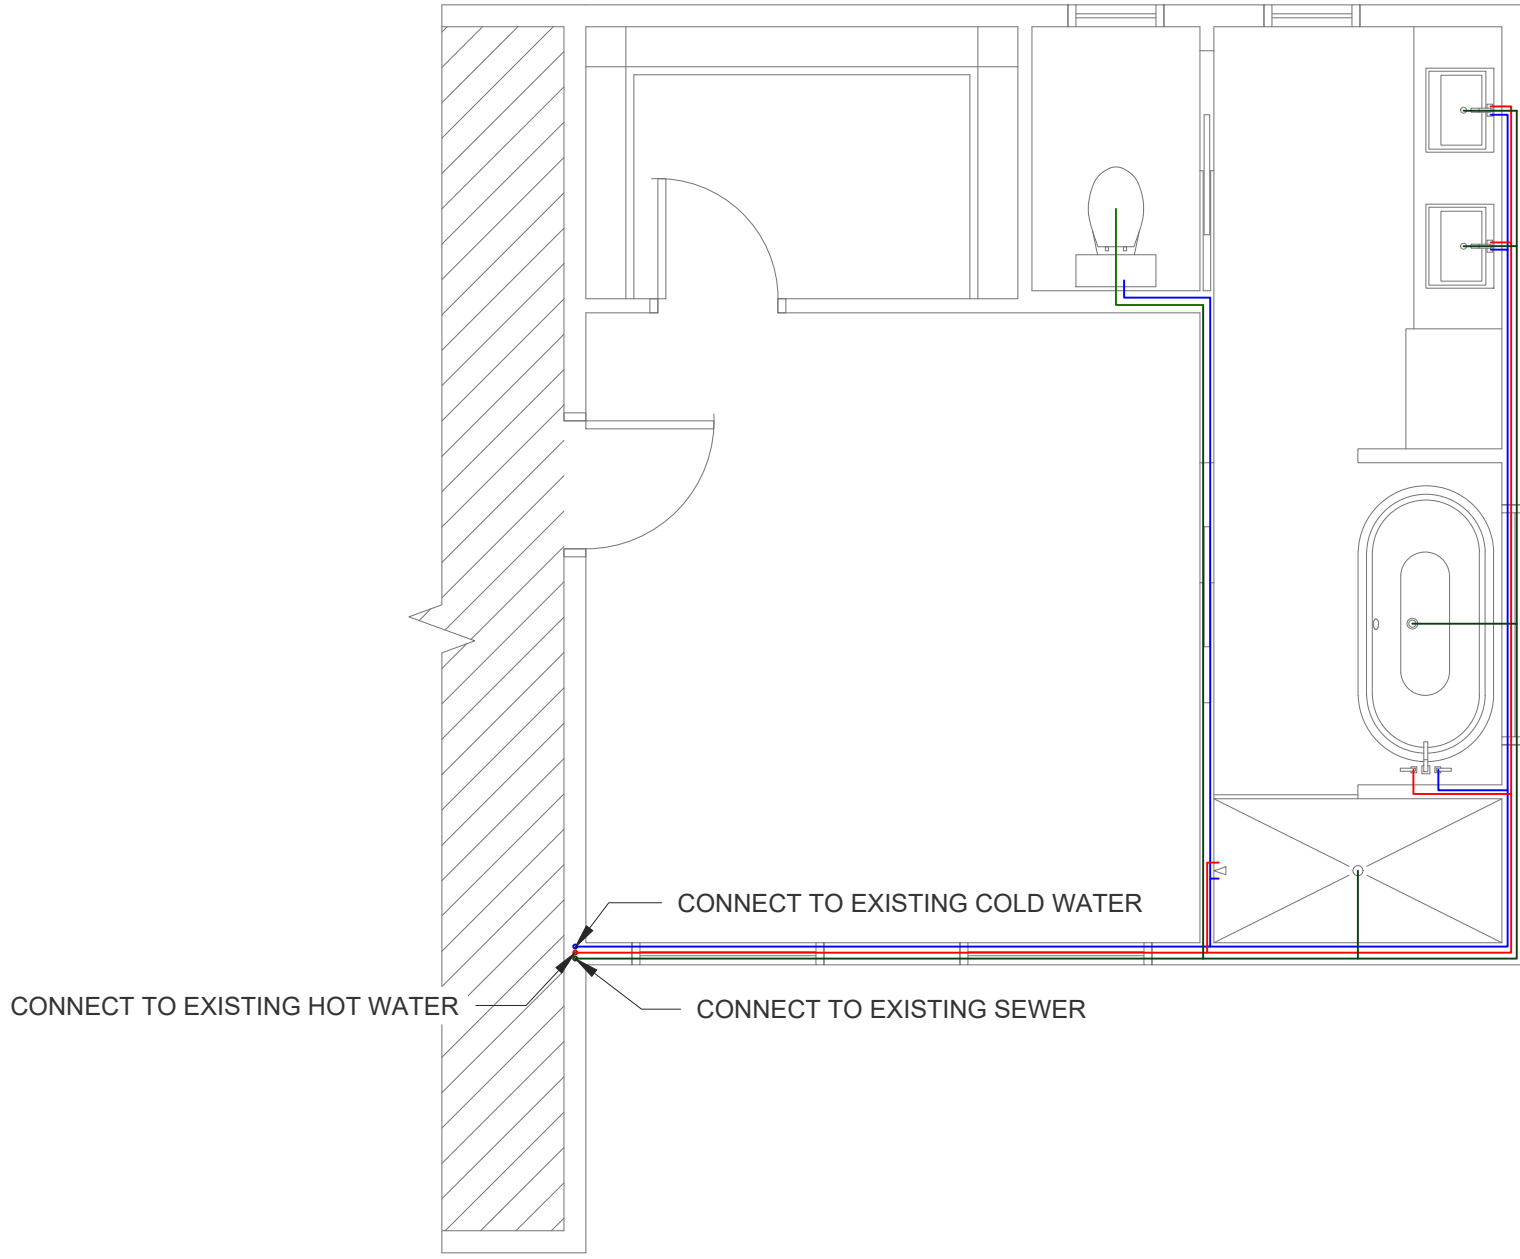 CONNECT TO EXISTING COLD WATER
CONNECT TO EXISTING HOT WATER
CONNECT TO EXISTING SEWER